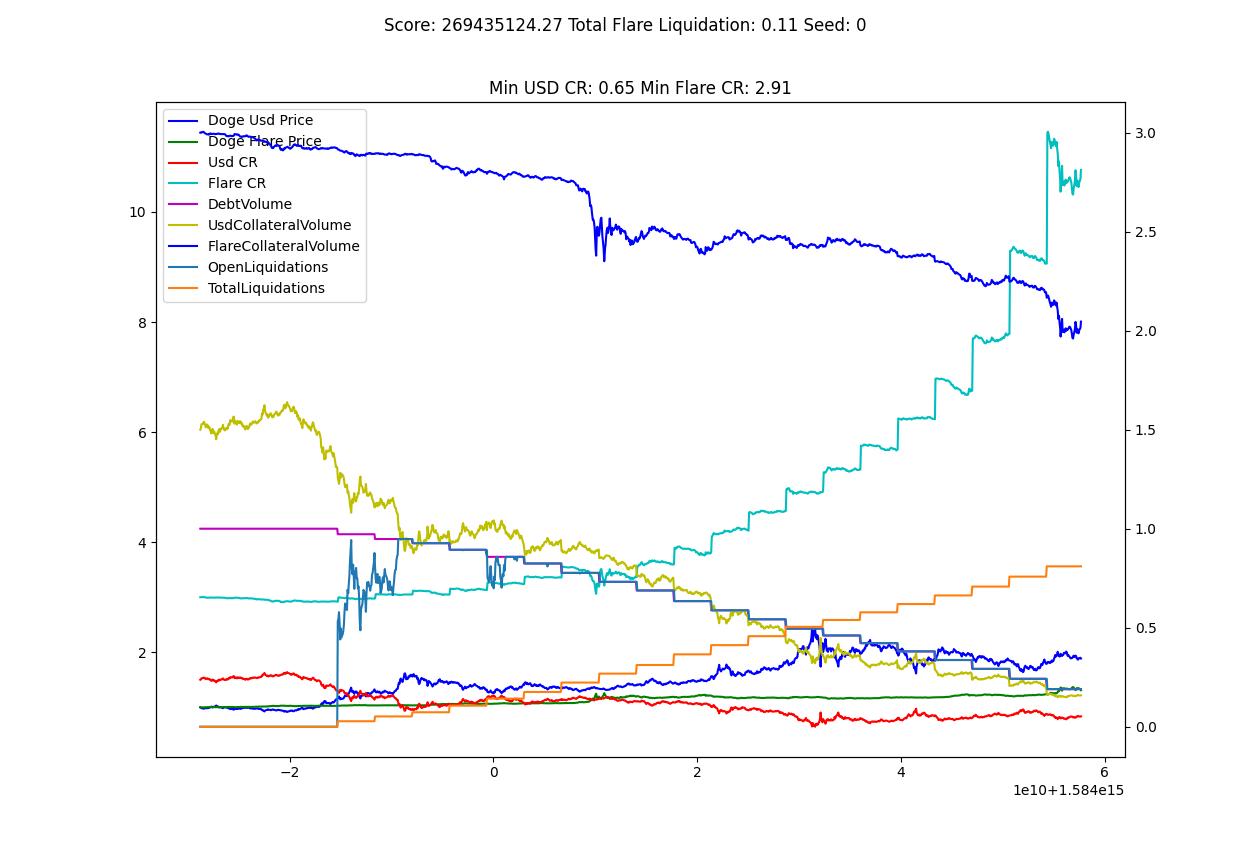 Score: 269435124.27 Total Flare Liquidation: 0.11 Seed: 0
Min USD CR: 0.65 Min Flare CR: 2.91
Doge Usd Price
Doge Flare Price
Usd CR
Flare CR
DebtVolume
UsdCollateralVolume
FlareCollateralVolume
OpenLiquidations
TotalLiquidations
10
8
6
4
2
3.0
2.5
2.0
1.5
1.0
0.5
0.0
−2
0
2
4
6
1e10+1.584e15